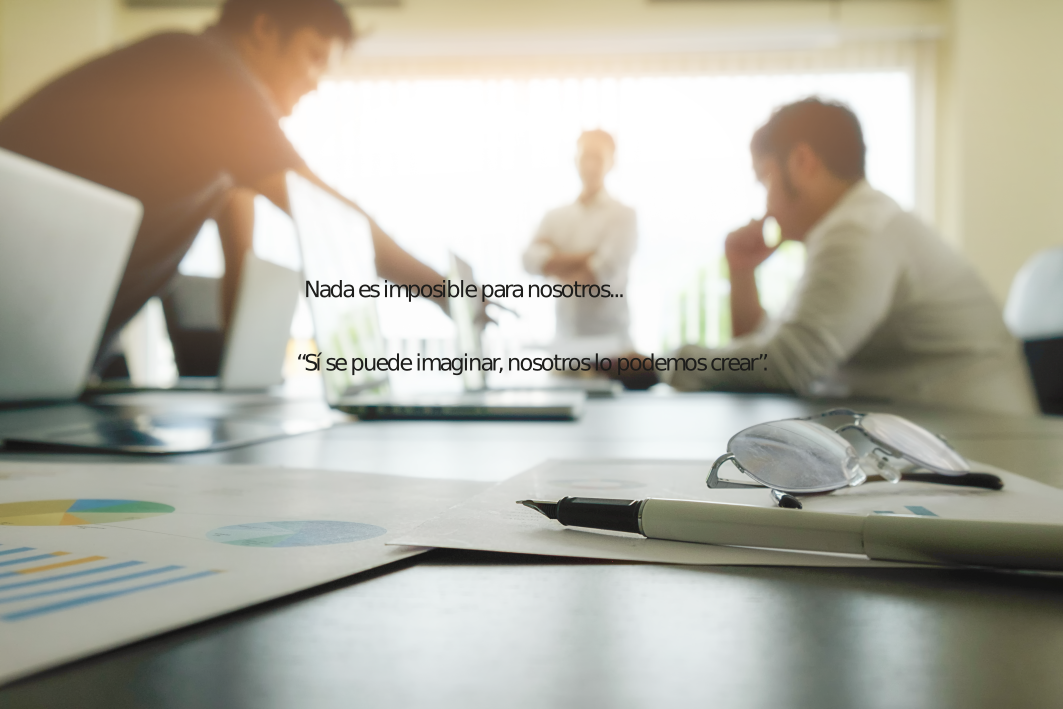 Nada es imposible para nosotros...
“Sí se puede imaginar, nosotros lo podemos crear”.